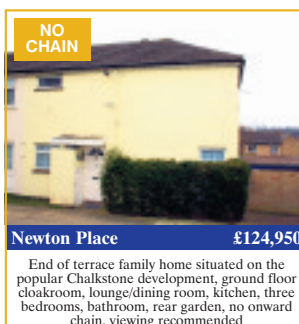 NO
CHAIN
Newton Place £124,950
End of terrace family home situated on the
popular Chalkstone development, ground floor
cloakroom, lounge/dining room, kitchen, three
bedrooms, bathroom, rear garden, no onward
chain, viewing recommended